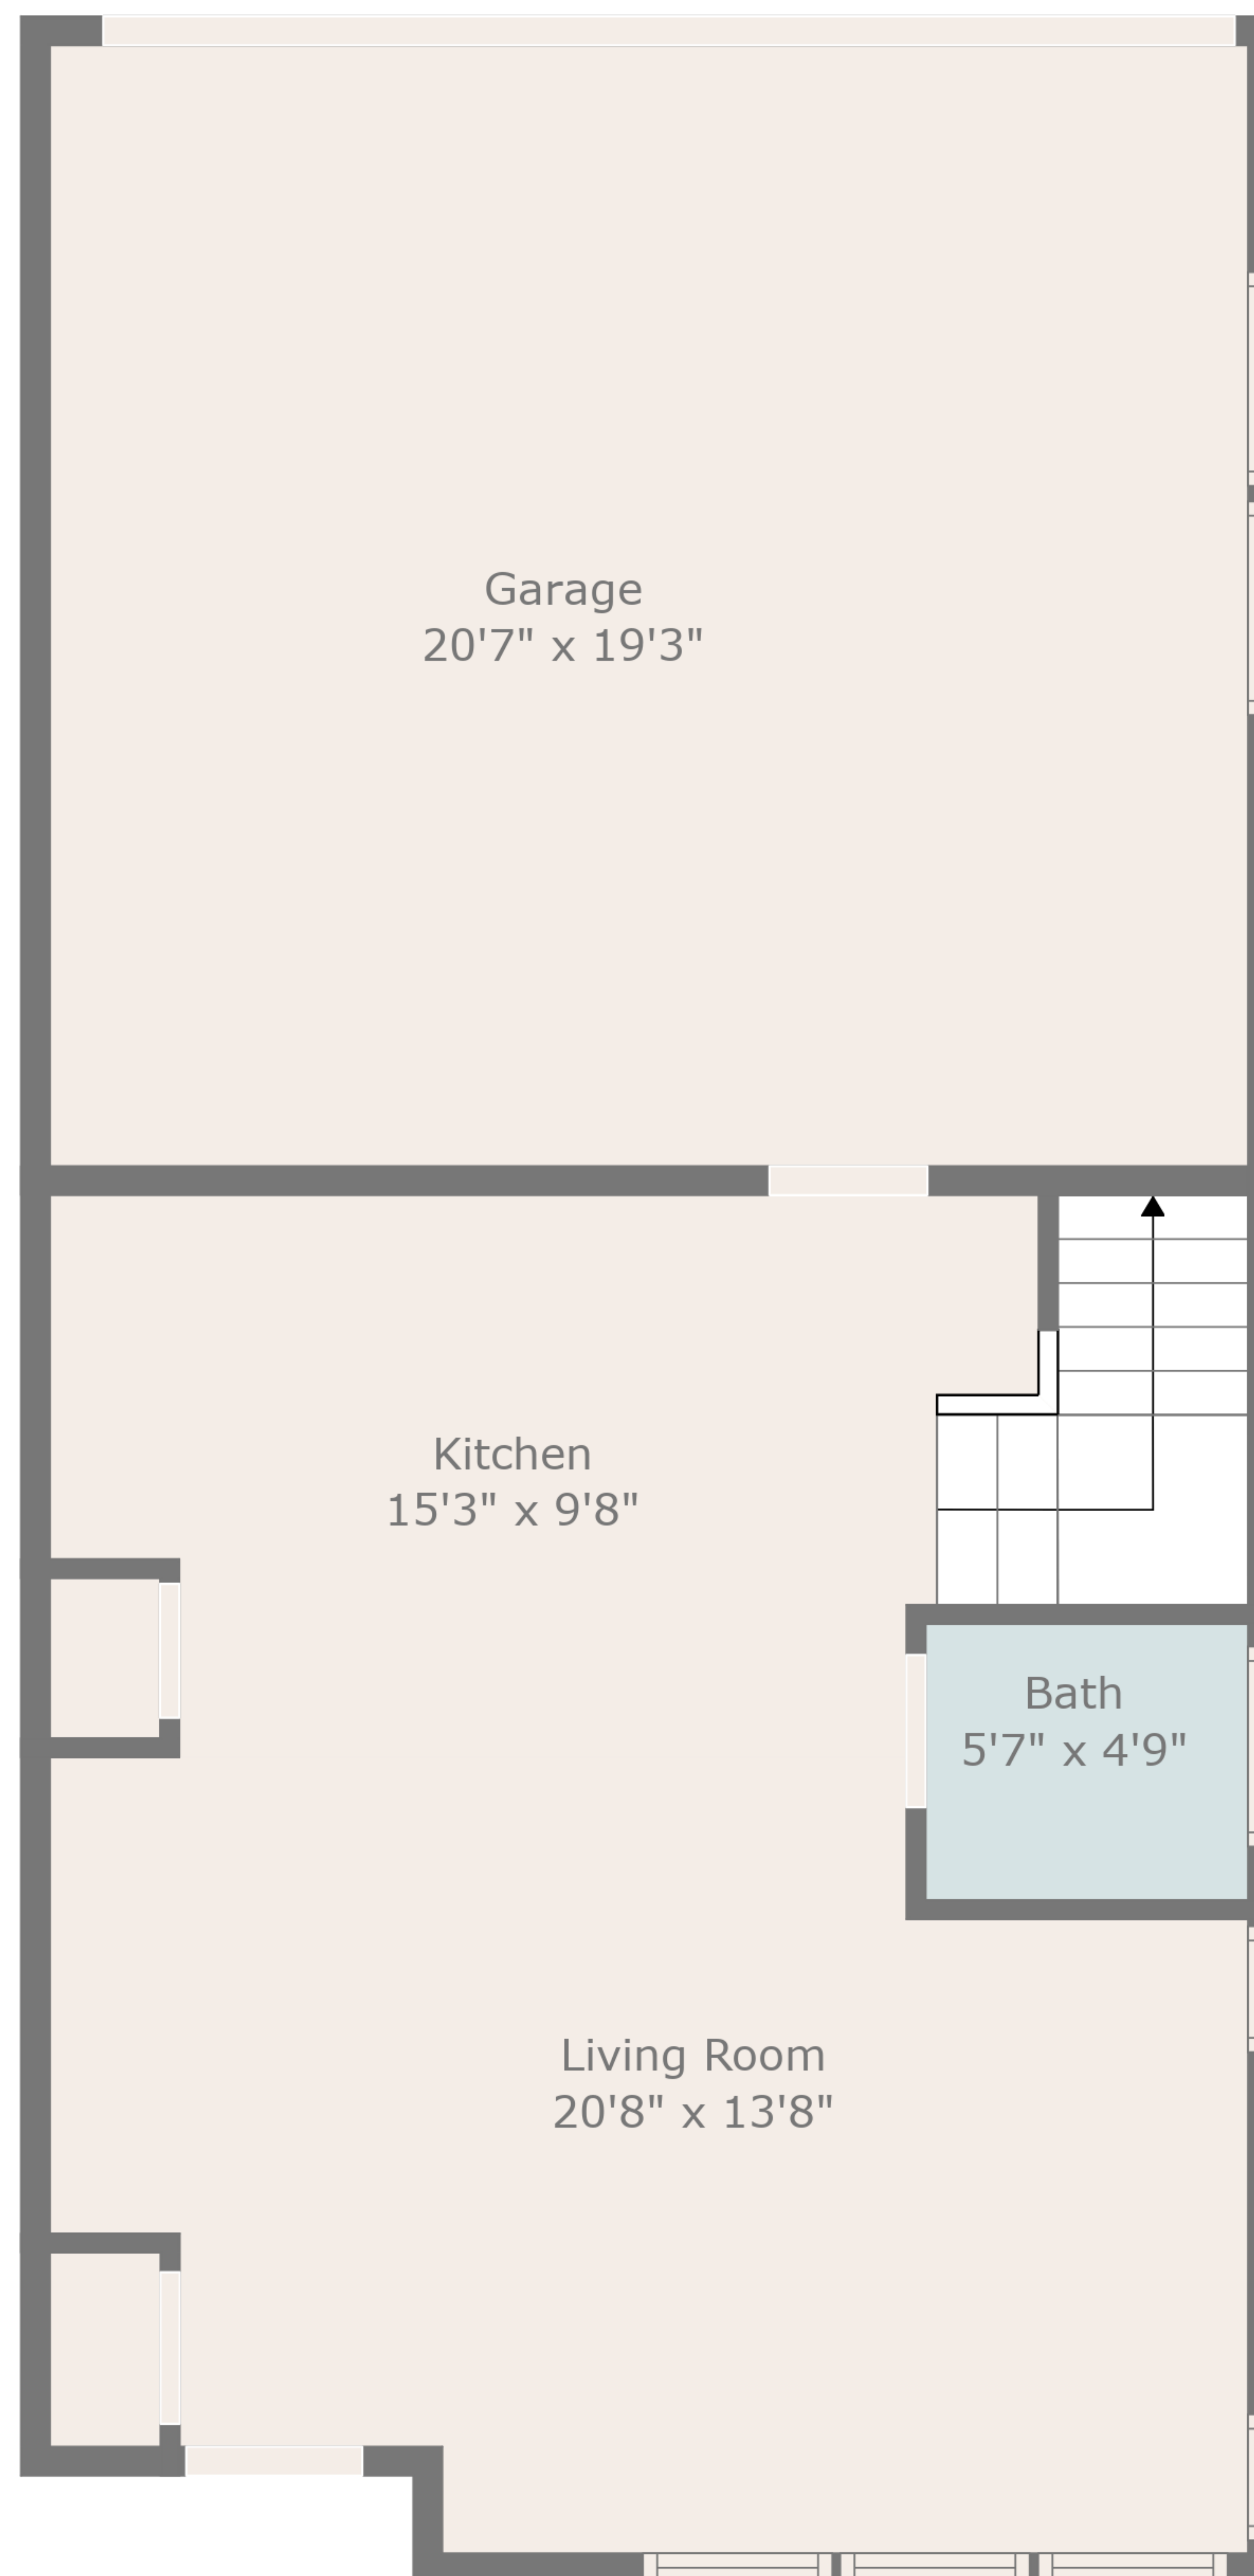 Garage
20'7" x 19'3"
Kitchen
15'3" x 9'8"
Bath
5'7" x 4'9"
Living Room
20'8" x 13'8"